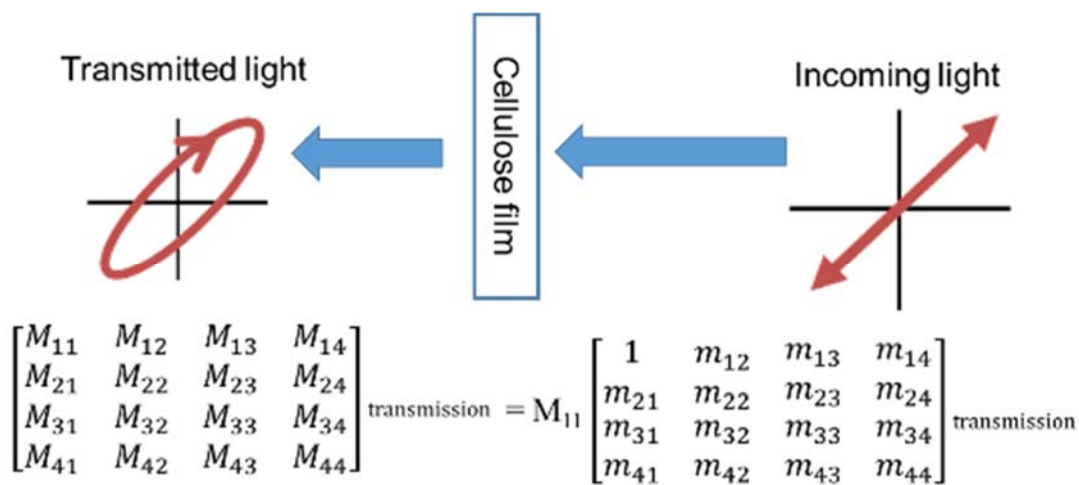 Transmitted light
Cellulose film
Incoming light
[M₁₁ M₁₂ M₁₃ M₁₄
M₂₁ M₂₂ M₂₃ M₂₄
M₃₁ M₃₂ M₃₃ M₃₄
M₄₁ M₄₂ M₄₃ M₄₄] transmission = M₁₁ [1 m₁₂ m₁₃ m₁₄
m₂₁ m₂₂ m₂₃ m₂₄
m₃₁ m₃₂ m₃₃ m₃₄
m₄₁ m₄₂ m₄₃ m₄₄] transmission